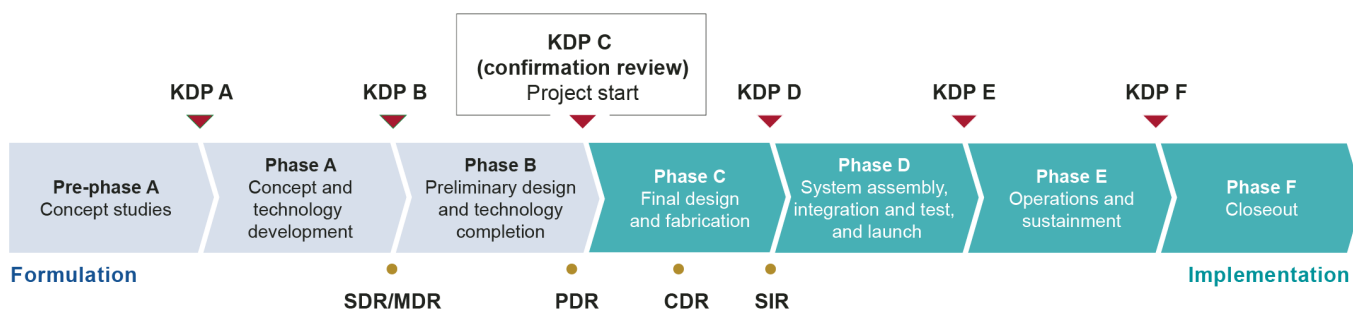 KDP C
(confirmation review)
Project start
KDP A
KDP B
KDP D
KDP E
KDP F
Pre-phase A
Concept studies
Phase A
Concept and
technology
development
Phase B
Preliminary design
and technology
completion
Phase C
Final design
and fabrication
Phase D
System assembly,
integration and test,
and launch
Phase E
Operations and
sustainment
Phase F
Closeout
Formulation
Implementation
SDR/MDR
PDR
CDR
SIR